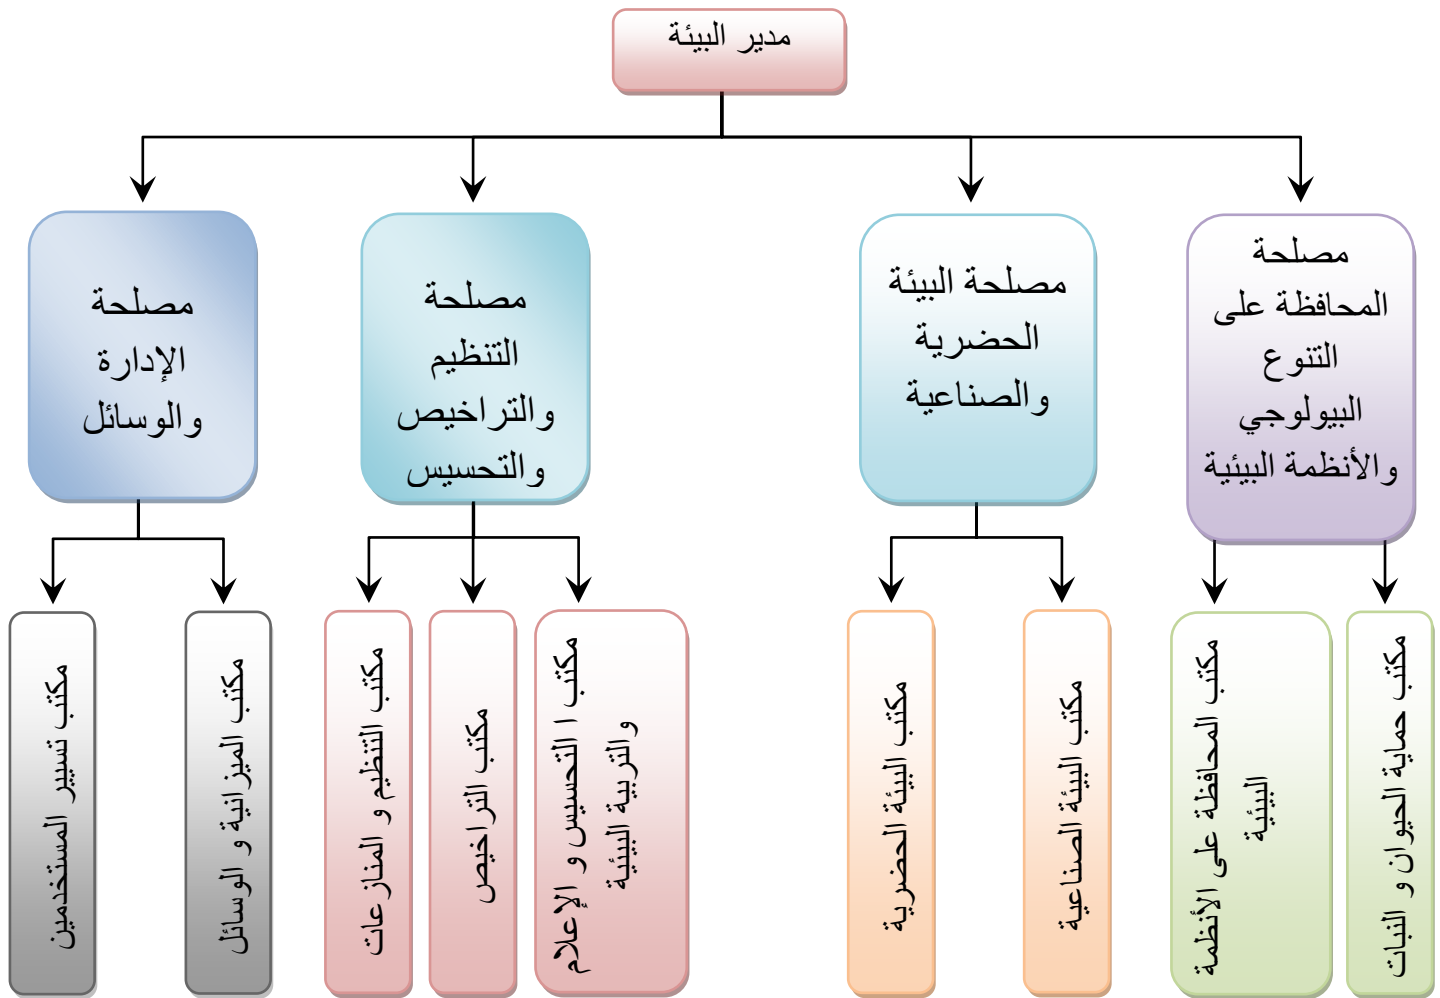 مدير البيئة
مصلحة
المحافظة على
التنوع
البيولوجي
والأنظمة البيئية
مصلحة البيئة
الحضرية
والصناعية
مصلحة
التنظيم
والتراخيص
والتحسيس
مصلحة
الإدارة
والوسائل
مكتب حماية الحيوان و النبات
مكتب المحافظة على الأنظمة
البيئية
مكتب البيئة الصناعية
مكتب البيئة الحضرية
مكتب ا التحسيس و الإعلام
والتربية البيئية
مكتب التراخيص
مكتب التنظيم و المنازعات
مكتب الميزانية و الوسائل
مكتب تسيير المستخدمين